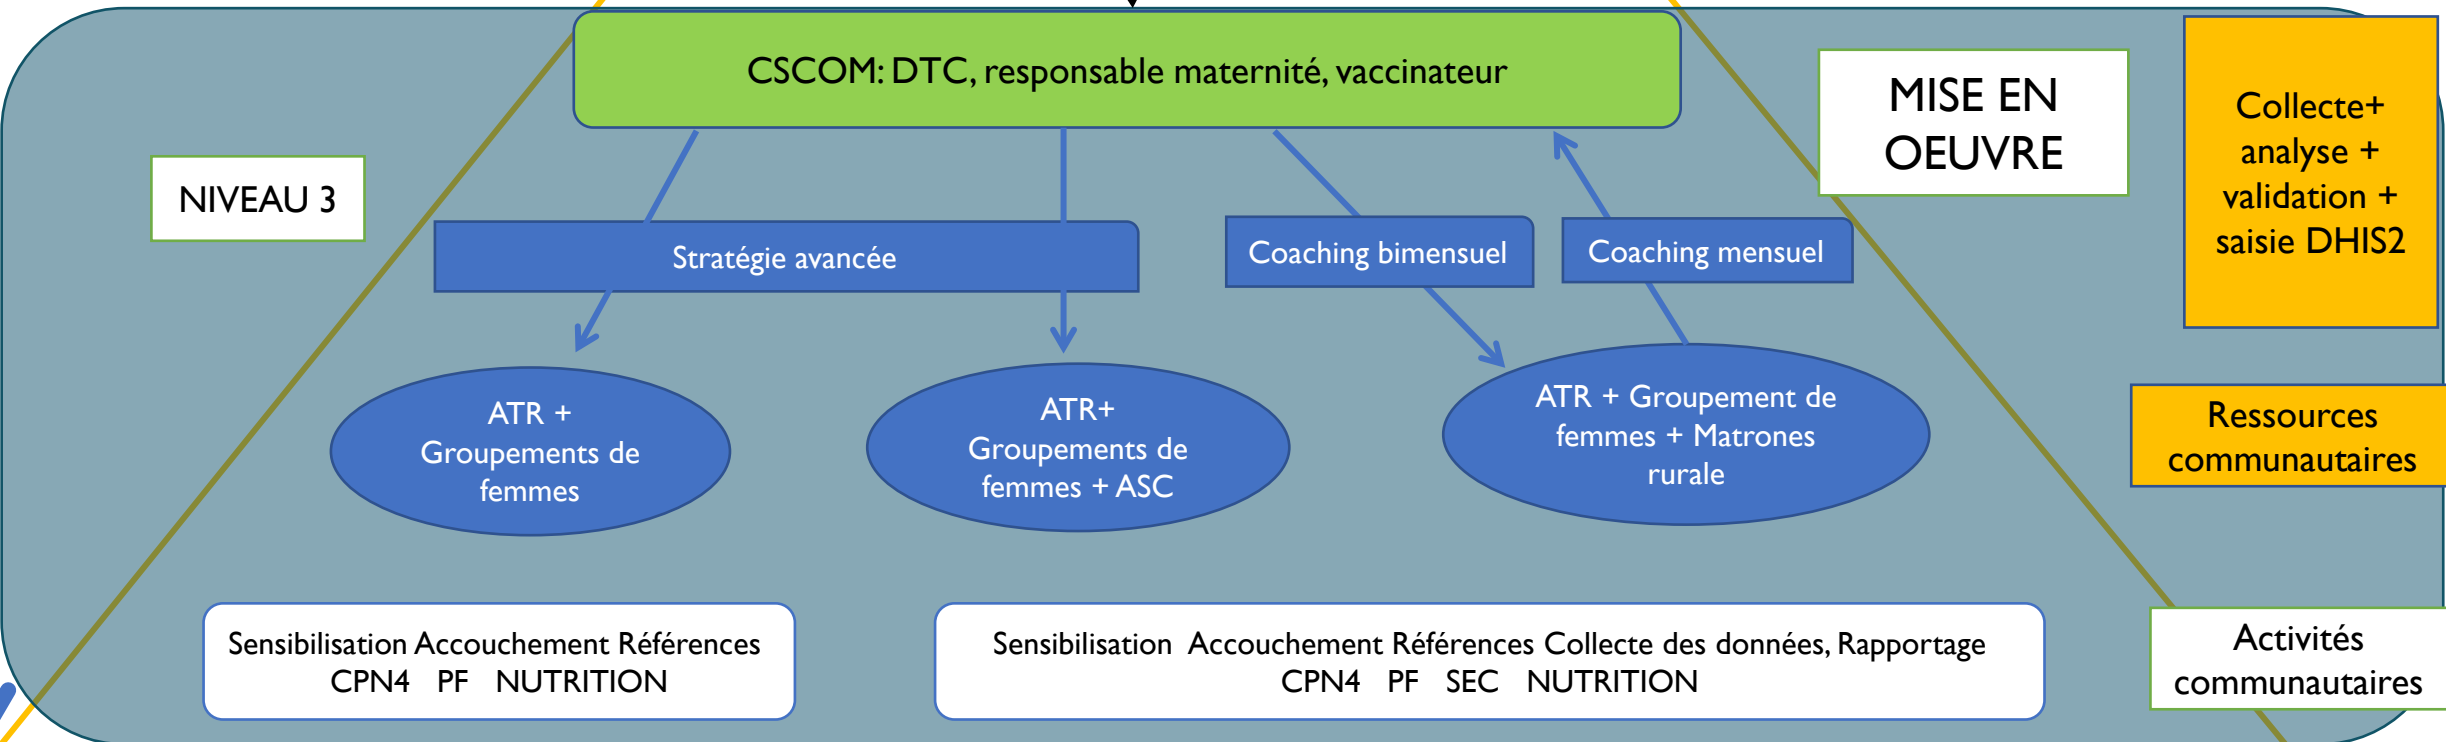 CSCOM: DTC, responsable maternité, vaccinateur
MISE EN
OEUVRE
Collecte+
analyse +
validation +
saisie DHIS2
NIVEAU 3
Stratégie avancée
Coaching bimensuel
Coaching mensuel
ATR +
Groupements de
femmes
ATR+
Groupements de
femmes + ASC
ATR + Groupement de
femmes + Matrones
rurale
Ressources
communautaires
Sensibilisation Accouchement Références
CPN4 PF NUTRITION
Sensibilisation Accouchement Références Collecte des données, Rapportage
CPN4 PF SEC NUTRITION
Activités
communautaires